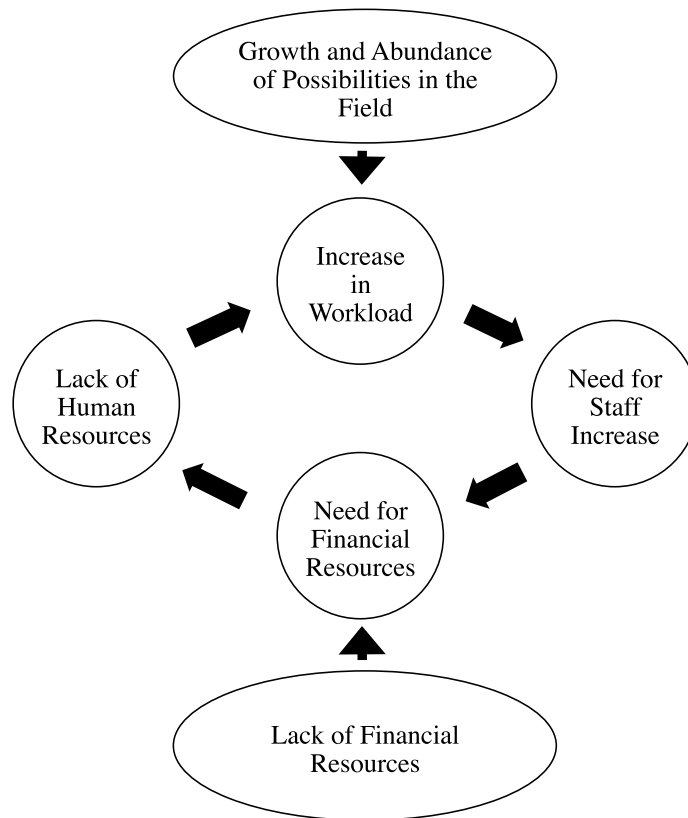 Growth and Abundance
of Possibilities in the
Field
Increase
in
Workload
Lack of
Human
Resources
Need for
Staff
Increase
Need for
Financial
Resources
Lack of Financial
Resources